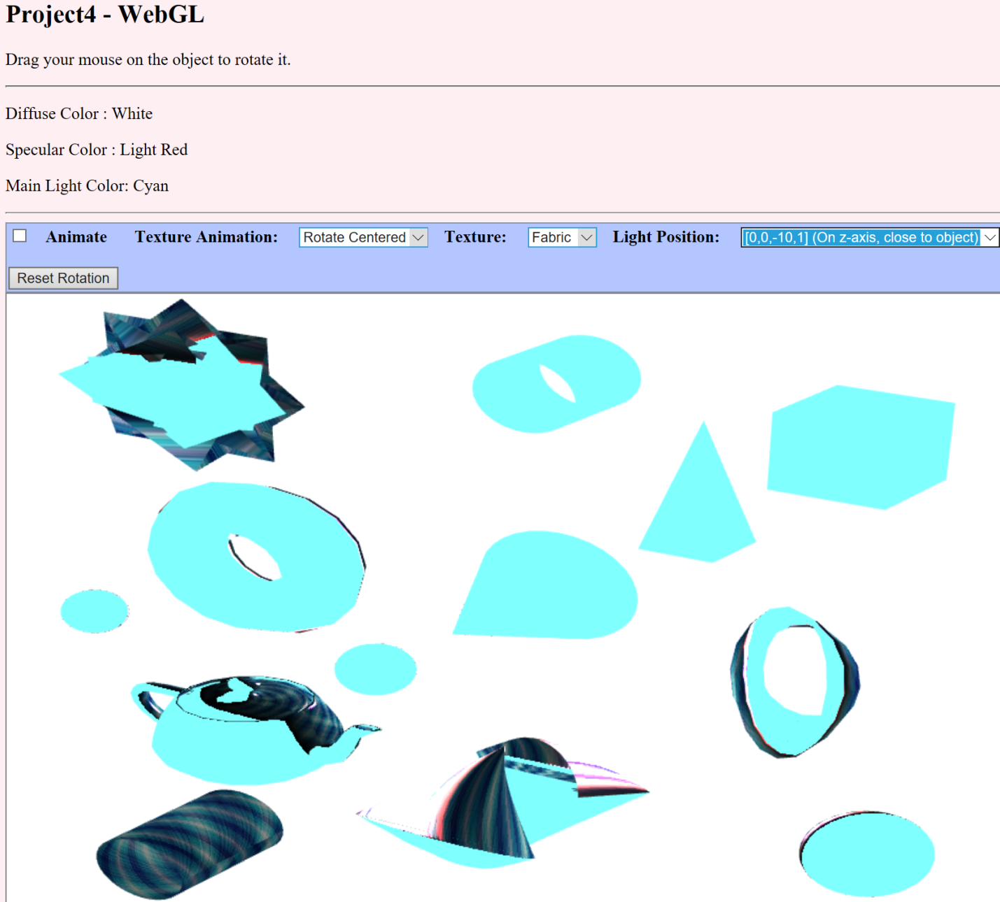 Project4 - WebGL
Drag your mouse on the object to rotate it.
Diffuse Color : White
Specular Color : Light Red
Main Light Color: Cyan
Animate Texture Animation: Rotate Centered Texture: Fabric Light Position: [0,0,-10,1] (On z-axis, close to object)
Reset Rotation